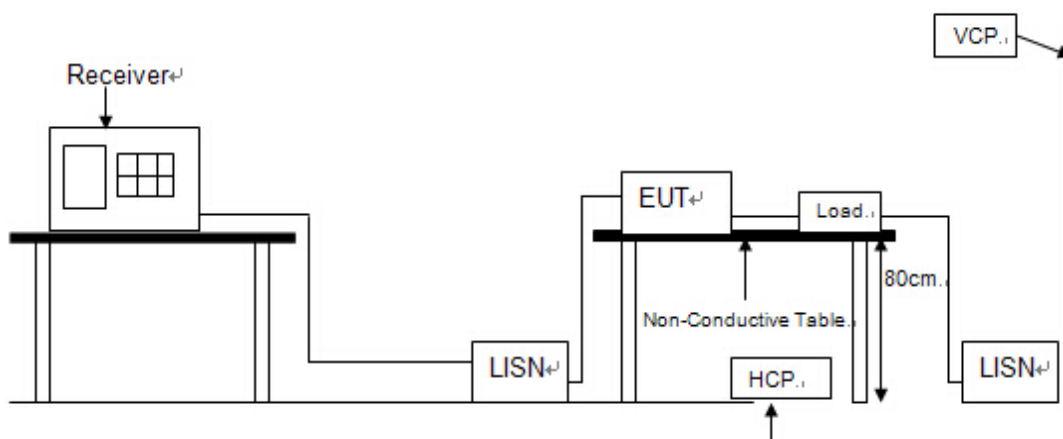 VCP.
Receiver
EUT
Load.
80cm.
Non-Conductive Table.
LISN
HCP.
LISN